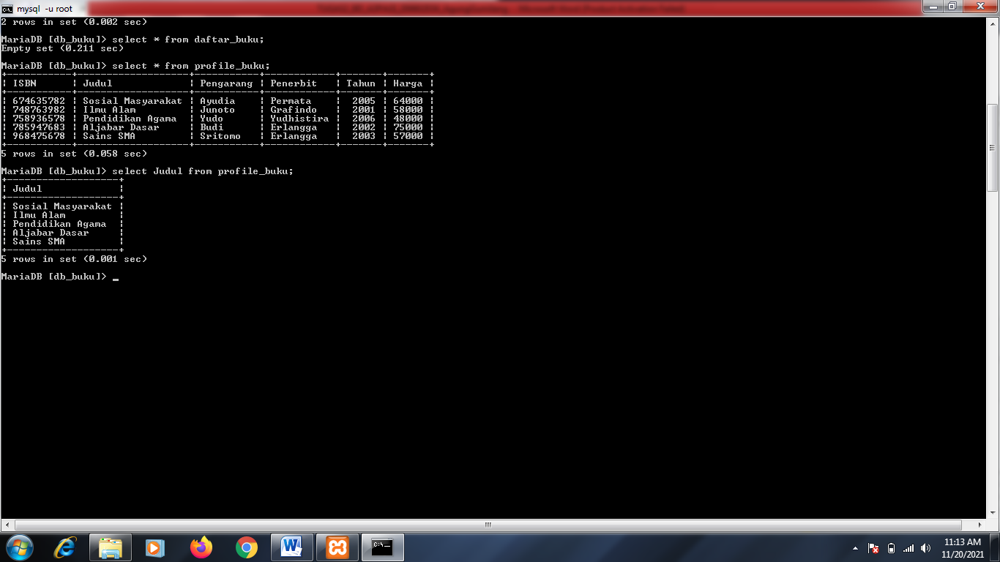 mysql -u root
2 rows in set (0.002 sec)
MariaDB [db_buku]> select * from daftar_buku;
Empty set (0.211 sec)
MariaDB [db_buku]> select * from profile_buku;
+-----------+-------------------+-----------+------------+-------+-------+
| ISBN      | Judul             | Pengarang | Penerbit   | Tahun | Harga |
+-----------+-------------------+-----------+------------+-------+-------+
| 674635782 | Sosial Masyarakat | Ayudia    | Permata    |  2005 | 64000 |
| 748763982 | Ilmu Alam         | Junoto    | Grafindo   |  2001 | 58000 |
| 758936578 | Pendidikan Agama  | Yudo      | Yudhistira |  2006 | 48000 |
| 785947683 | Aljabar Dasar     | Budi      | Erlangga   |  2002 | 75000 |
| 968475678 | Sains SMA         | Sritomo   | Erlangga   |  2003 | 57000 |
+-----------+-------------------+-----------+------------+-------+-------+
5 rows in set (0.058 sec)
MariaDB [db_buku]> select Judul from profile_buku;
+-------------------+
| Judul             |
+-------------------+
| Sosial Masyarakat |
| Ilmu Alam         |
| Pendidikan Agama  |
| Aljabar Dasar     |
| Sains SMA         |
+-------------------+
5 rows in set (0.001 sec)
MariaDB [db_buku]> _
11:13 AM
11/20/2021